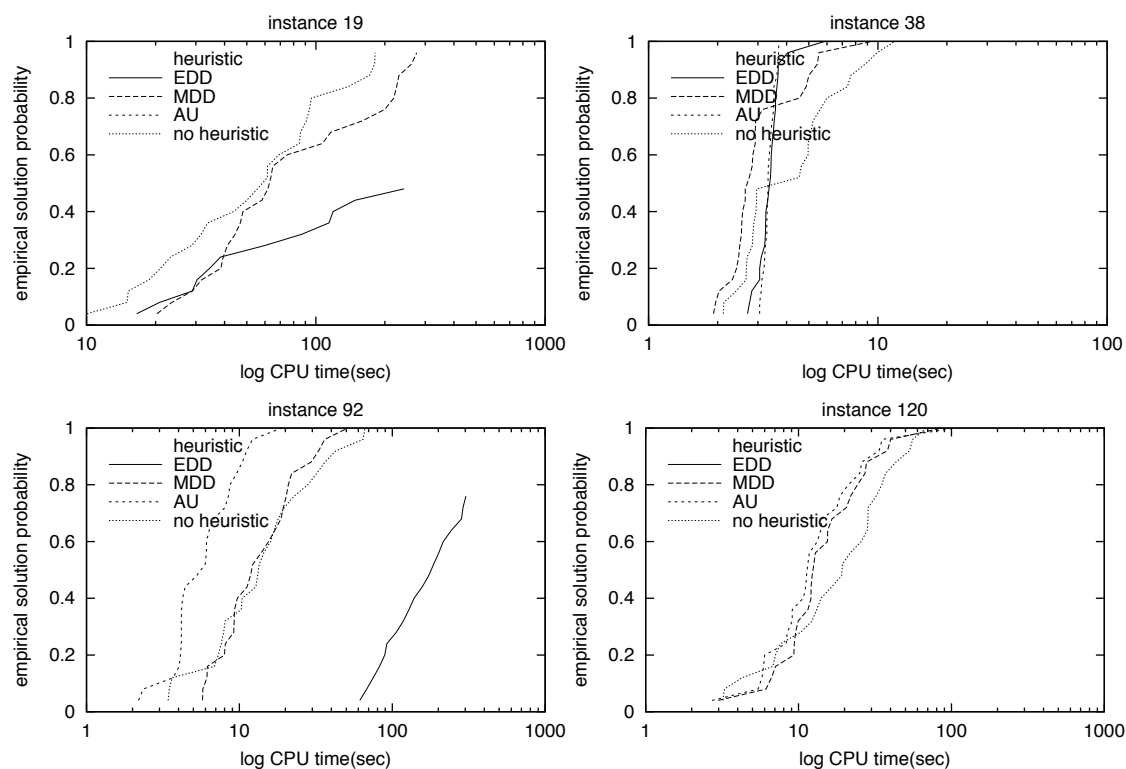 instance 19
empirical solution probability
1
0.8
0.6
0.4
0.2
0
heuristic
EDD
MDD
AU
no heuristic
10
100
1000
log CPU time(sec)
instance 38
empirical solution probability
1
0.8
0.6
0.4
0.2
0
heuristic
EDD
MDD
AU
no heuristic
1
10
100
log CPU time(sec)
instance 92
empirical solution probability
1
0.8
0.6
0.4
0.2
0
heuristic
EDD
MDD
AU
no heuristic
1
10
100
1000
log CPU time(sec)
instance 120
empirical solution probability
1
0.8
0.6
0.4
0.2
0
heuristic
EDD
MDD
AU
no heuristic
1
10
100
1000
log CPU time(sec)